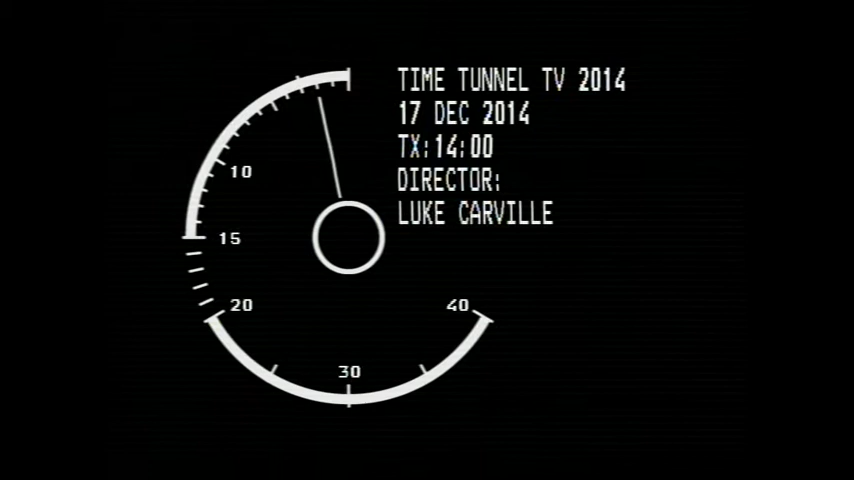 TIME TUNNEL TV 2014
17 DEC 2014
TX:14:00
DIRECTOR:
LUKE CARVILLE
10
15
20
40
30